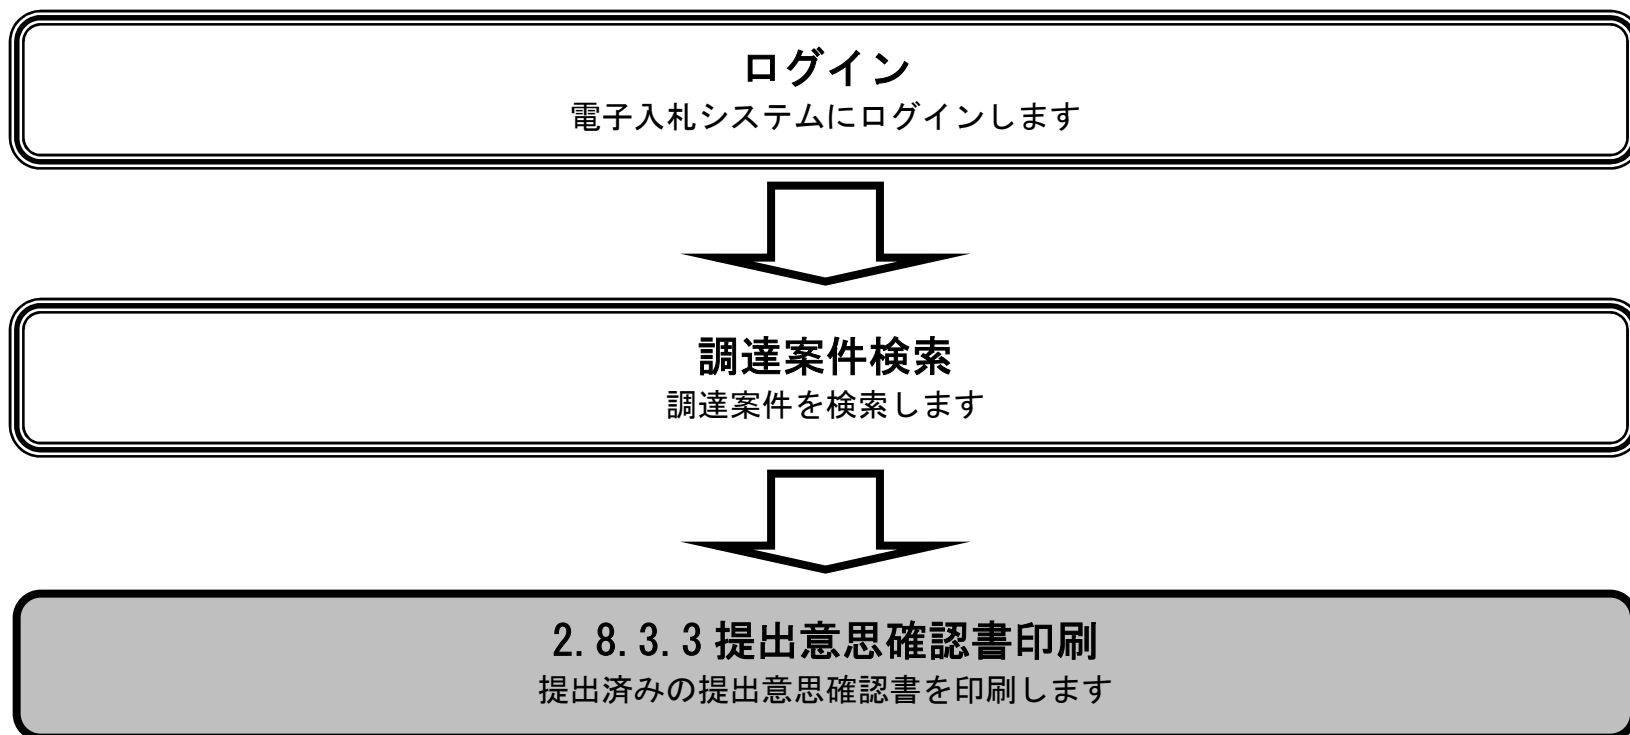 ログイン
電子入札システムにログインします
調達案件検索
調達案件を検索します
2.8.3.3 提出意思確認書印刷
提出済みの提出意思確認書を印刷します